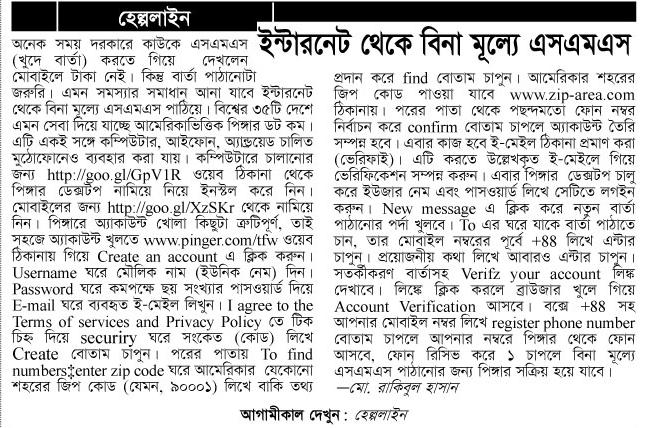 হেল্পলাইন
ইন্টারনেট থেকে বিনা মূল্যে এসএমএস
অনেক সময় দরকারে কাউকে এসএমএস
(খুদে বার্তা) করতে গিয়ে দেখলেন
মোবাইলে টাকা নেই। কিন্তু বার্তা পাঠানোটা
জরুরি। এমন সমস্যার সমাধান আনা যাবে ইন্টারনেট
থেকে বিনা মূল্যে এসএমএস পাঠিয়ে। বিশ্বের ৩৫টি দেশে
এমন সেবা দিয়ে যাচ্ছে আমেরিকাভিত্তিক পিঙ্গার ডট কম।
এটি একই সঙ্গে কম্পিউটার, আইফোন, অ্যান্ড্রয়েড চালিত
মুঠোফোনেও ব্যবহার করা যায়। কম্পিউটারে চালানোর
জন্য http://goo.gl/GpV1R ওয়েব ঠিকানা থেকে
পিঙ্গার ডেক্সটপ নামিয়ে নিয়ে ইনস্টল করে নিন।
মোবাইলের জন্য http://goo.gl/XzSKr থেকে নামিয়ে
নিন। পিঙ্গারে অ্যাকাউন্ট খোলা কিছুটা ত্রুটিপূর্ণ, তাই
সহজে অ্যাকাউন্ট খুলতে www.pinger.com/tfw ওয়েব
ঠিকানায় গিয়ে Create an account এ ক্লিক করুন।
Username ঘরে মৌলিক নাম (ইউনিক নেম) দিন।
Password ঘরে কমপক্ষে ছয় সংখ্যার পাসওয়ার্ড দিয়ে
E-mail ঘরে ব্যবহৃত ই-মেইল লিখুন। I agree to the
Terms of services and Privacy Policy তে টিক
চিহ্ন দিয়ে securiry ঘরে সংকেত (কোড) লিখে
Create বোতাম চাপুন। পরের পাতায় To find
numbers‡enter zip code ঘরে আমেরিকার যেকোনো
শহরের জিপ কোড (যেমন, ৯০০০১) লিখে বাকি তথ্য
প্রদান করে find বোতাম চাপুন। আমেরিকার শহরের
জিপ কোড পাওয়া যাবে www.zip-area.com
ঠিকানায়। পরের পাতা থেকে পছন্দমতো ফোন নম্বর
নির্বাচন করে confirm বোতাম চাপলে অ্যাকাউন্ট তৈরি
সম্পন্ন হবে। এবার কাজ হবে ই-মেইল ঠিকানা প্রমাণ করা
(ভেরিফাই)। এটি করতে উল্লেখকৃত ই-মেইলে গিয়ে
ভেরিফিকেশন সম্পন্ন করুন। এবার পিঙ্গার ডেক্সটপ চালু
করে ইউজার নেম এবং পাসওয়ার্ড লিখে সেটিতে লগইন
করুন। New message এ ক্লিক করে নতুন বার্তা
পাঠানোর পর্দা খুলবে। To এর ঘরে যাকে বার্তা পাঠাতে
চান, তার মোবাইল নম্বরের পূর্বে +88 লিখে এন্টার
চাপুন। প্রয়োজনীয় কথা লিখে আবারও এন্টার চাপুন।
সতর্কীকরণ বার্তাসহ Verifz your account লিঙ্ক
দেখাবে। লিঙ্কে ক্লিক করলে ব্রাউজার খুলে গিয়ে
Account Verification আসবে। বক্সে +88 সহ
আপনার মোবাইল নম্বর লিখে register phone number
বোতাম চাপলে আপনার নম্বরে পিঙ্গার থেকে ফোন
আসবে, ফোন রিসিভ করে ১ চাপলে বিনা মূল্যে
এসএমএস পাঠানোর জন্য পিঙ্গার সক্রিয় হয়ে যাবে।
—মো. রাকিবুল হাসান
আগামীকাল দেখুন : হেল্পলাইন